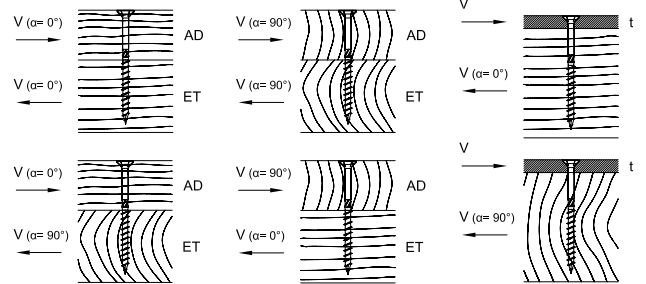 V (α= 0°) AD
V (α= 0°) ET
V (α= 90°) AD
V (α= 90°) ET
V t
V (α= 0°)
V (α= 0°) AD
V (α= 90°) ET
V (α= 90°) AD
V (α= 0°) ET
V t
V (α= 90°)